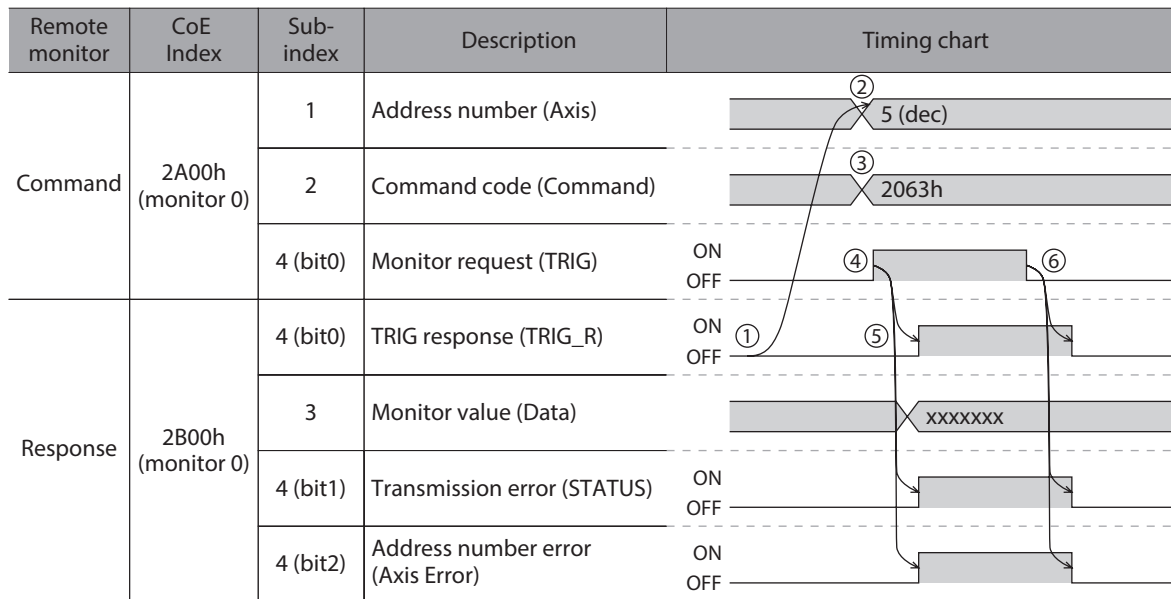 Remote monitor
CoE Index
Sub-index
Description
Timing chart
Command
2A00h (monitor 0)
1
Address number (Axis)
②
5 (dec)
2
Command code (Command)
③
2063h
4 (bit0)
Monitor request (TRIG)
ON
OFF
④
⑥
Response
2B00h (monitor 0)
4 (bit0)
TRIG response (TRIG_R)
ON
OFF
①
⑤
3
Monitor value (Data)
xxxxxxx
4 (bit1)
Transmission error (STATUS)
ON
OFF
4 (bit2)
Address number error
(Axis Error)
ON
OFF